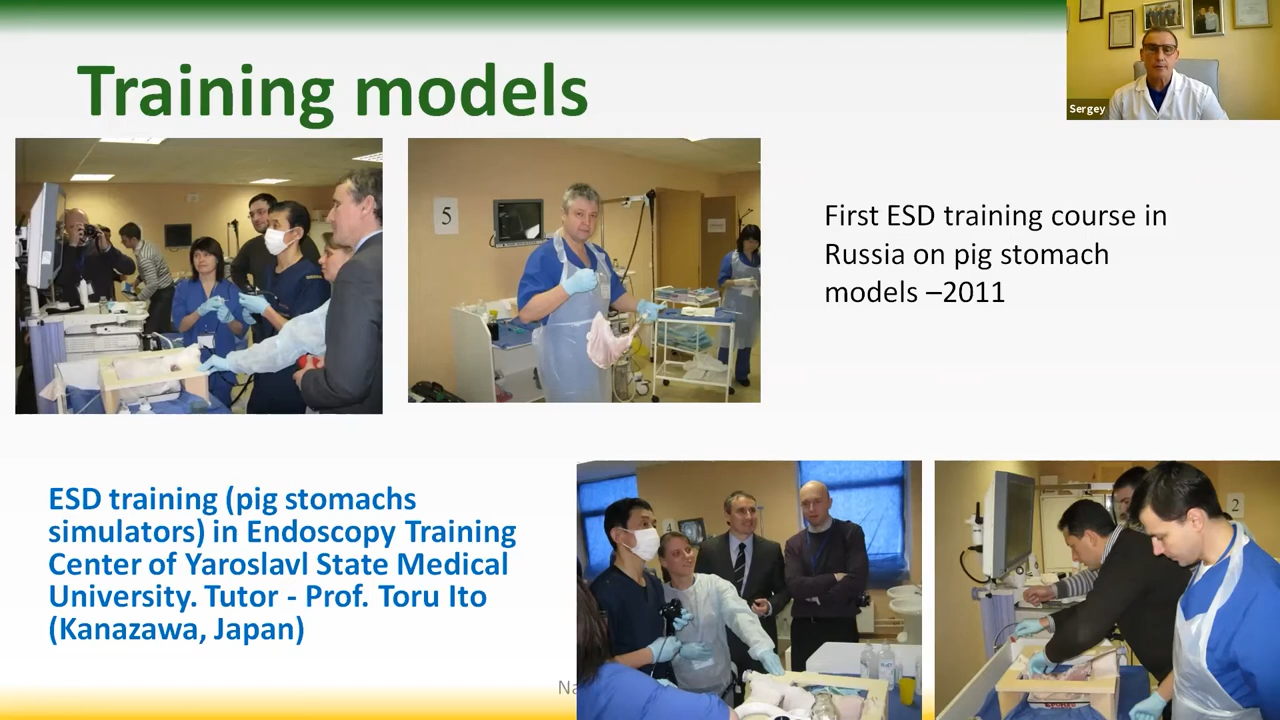 Training models
Sergey
5
First ESD training course in
Russia on pig stomach
models –2011
ESD training (pig stomachs
simulators) in Endoscopy Training
Center of Yaroslavl State Medical
University. Tutor - Prof. Toru Ito
(Kanazawa, Japan)
4
2